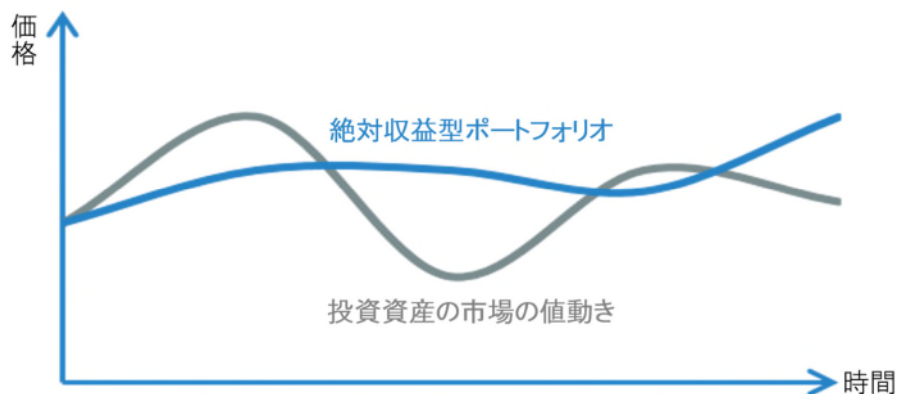 価格
絶対収益型ポートフォリオ
投資資産の市場の値動き
時間